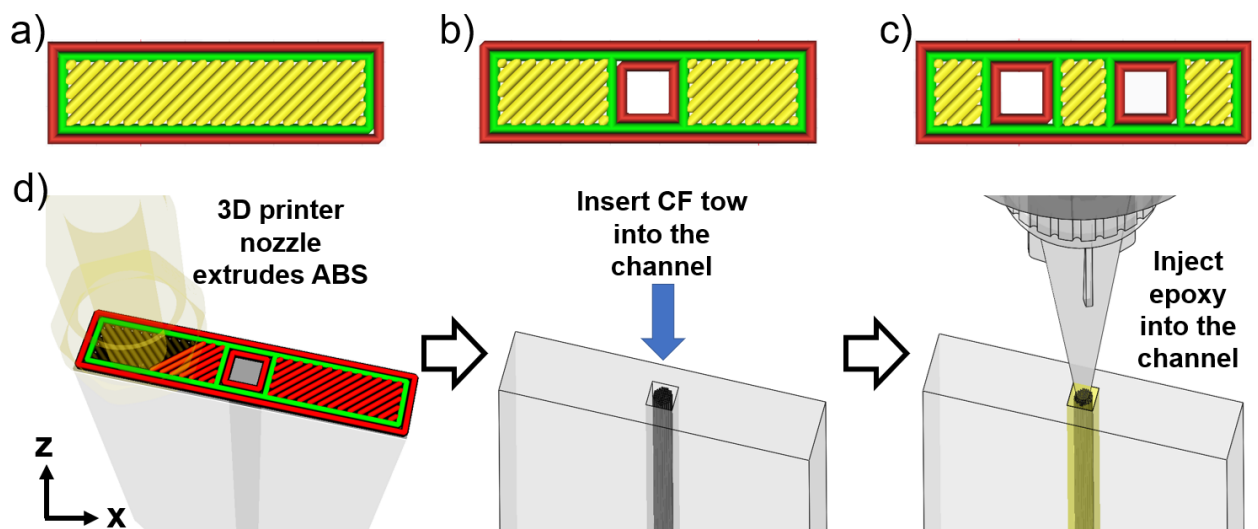 a)
b)
c)
d)
3D printer
nozzle
extrudes ABS
Insert CF tow
into the
channel
Inject
epoxy
into the
channel
z
x